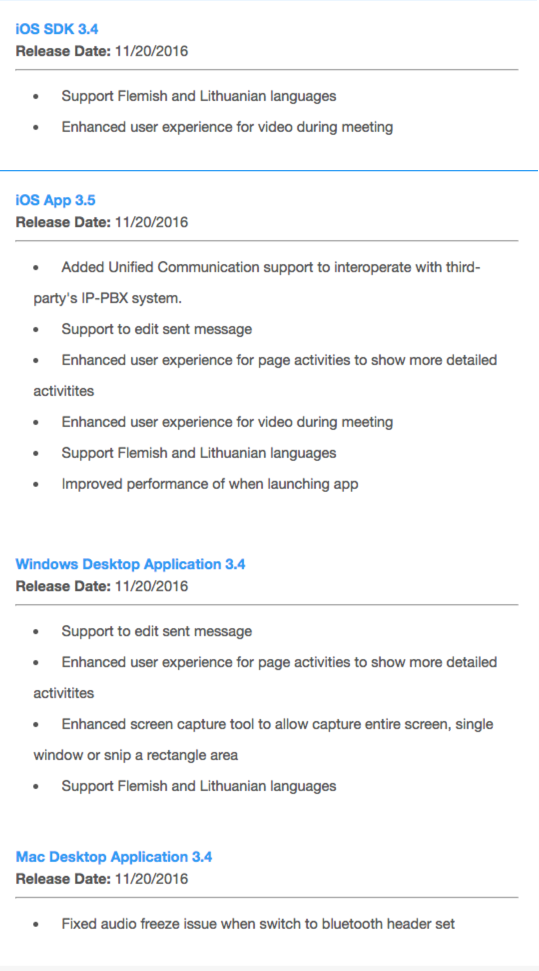 iOS SDK 3.4
Release Date: 11/20/2016
• Support Flemish and Lithuanian languages
• Enhanced user experience for video during meeting
iOS App 3.5
Release Date: 11/20/2016
• Added Unified Communication support to interoperate with third-
party's IP-PBX system.
• Support to edit sent message
• Enhanced user experience for page activities to show more detailed
activitites
• Enhanced user experience for video during meeting
• Support Flemish and Lithuanian languages
• Improved performance of when launching app
Windows Desktop Application 3.4
Release Date: 11/20/2016
• Support to edit sent message
• Enhanced user experience for page activities to show more detailed
activitites
• Enhanced screen capture tool to allow capture entire screen, single
window or snip a rectangle area
• Support Flemish and Lithuanian languages
Mac Desktop Application 3.4
Release Date: 11/20/2016
• Fixed audio freeze issue when switch to bluetooth header set